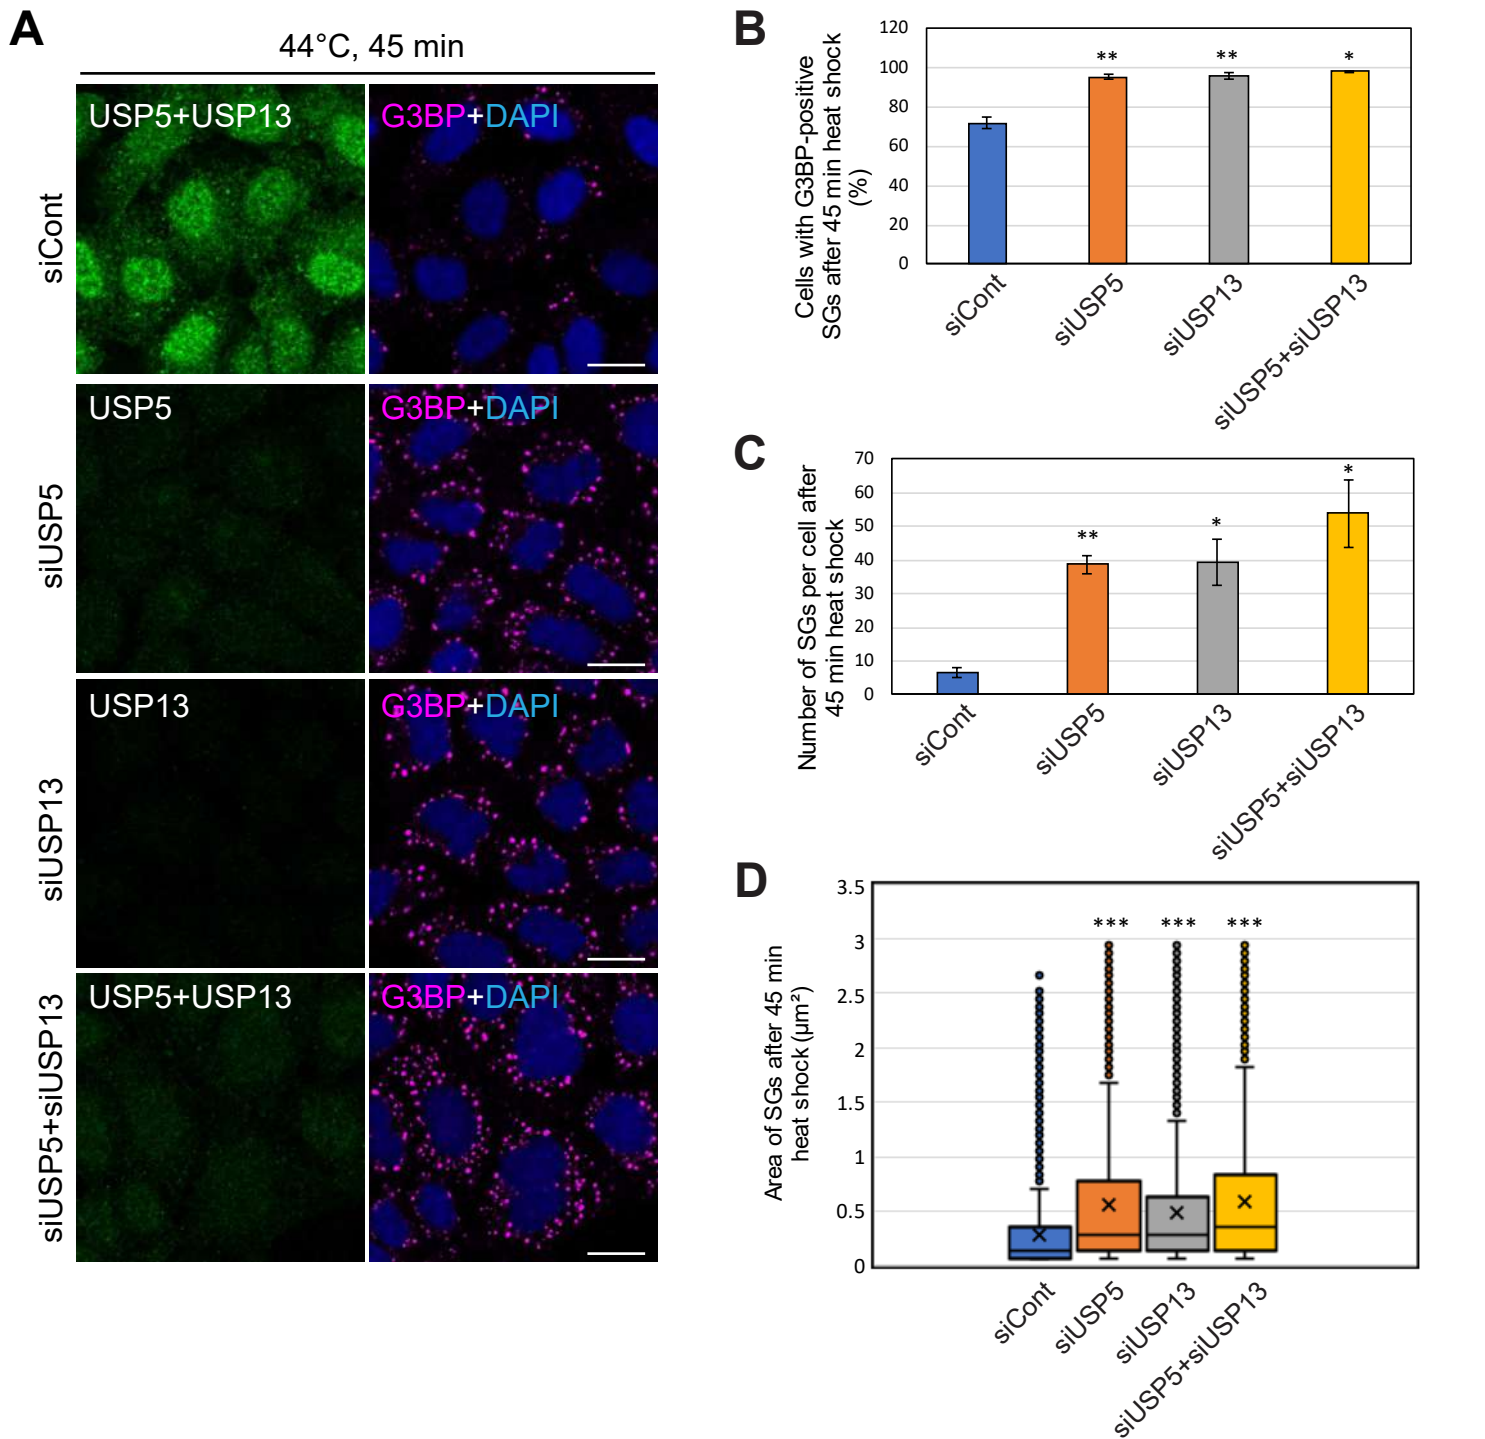 A
44°C, 45 min
siCont
USP5+USP13
G3BP+DAPI
siUSP5
USP5
G3BP+DAPI
siUSP13
USP13
G3BP+DAPI
siUSP5+siUSP13
USP5+USP13
G3BP+DAPI
B
Cells with G3BP-positive
SGs after 45 min heat shock
(%)
120
100
80
60
40
20
0
**
**
*
siCont
siUSP5
siUSP13
siUSP5+siUSP13
C
Number of SGs per cell after
45 min heat shock
70
60
50
40
30
20
10
0
**
*
*
siCont
siUSP5
siUSP13
siUSP5+siUSP13
D
Area of SGs after 45 min
heat shock (μm²)
3.5
3
2.5
2
1.5
1
0.5
0
***
***
***
siCont
siUSP5
siUSP13
siUSP5+siUSP13